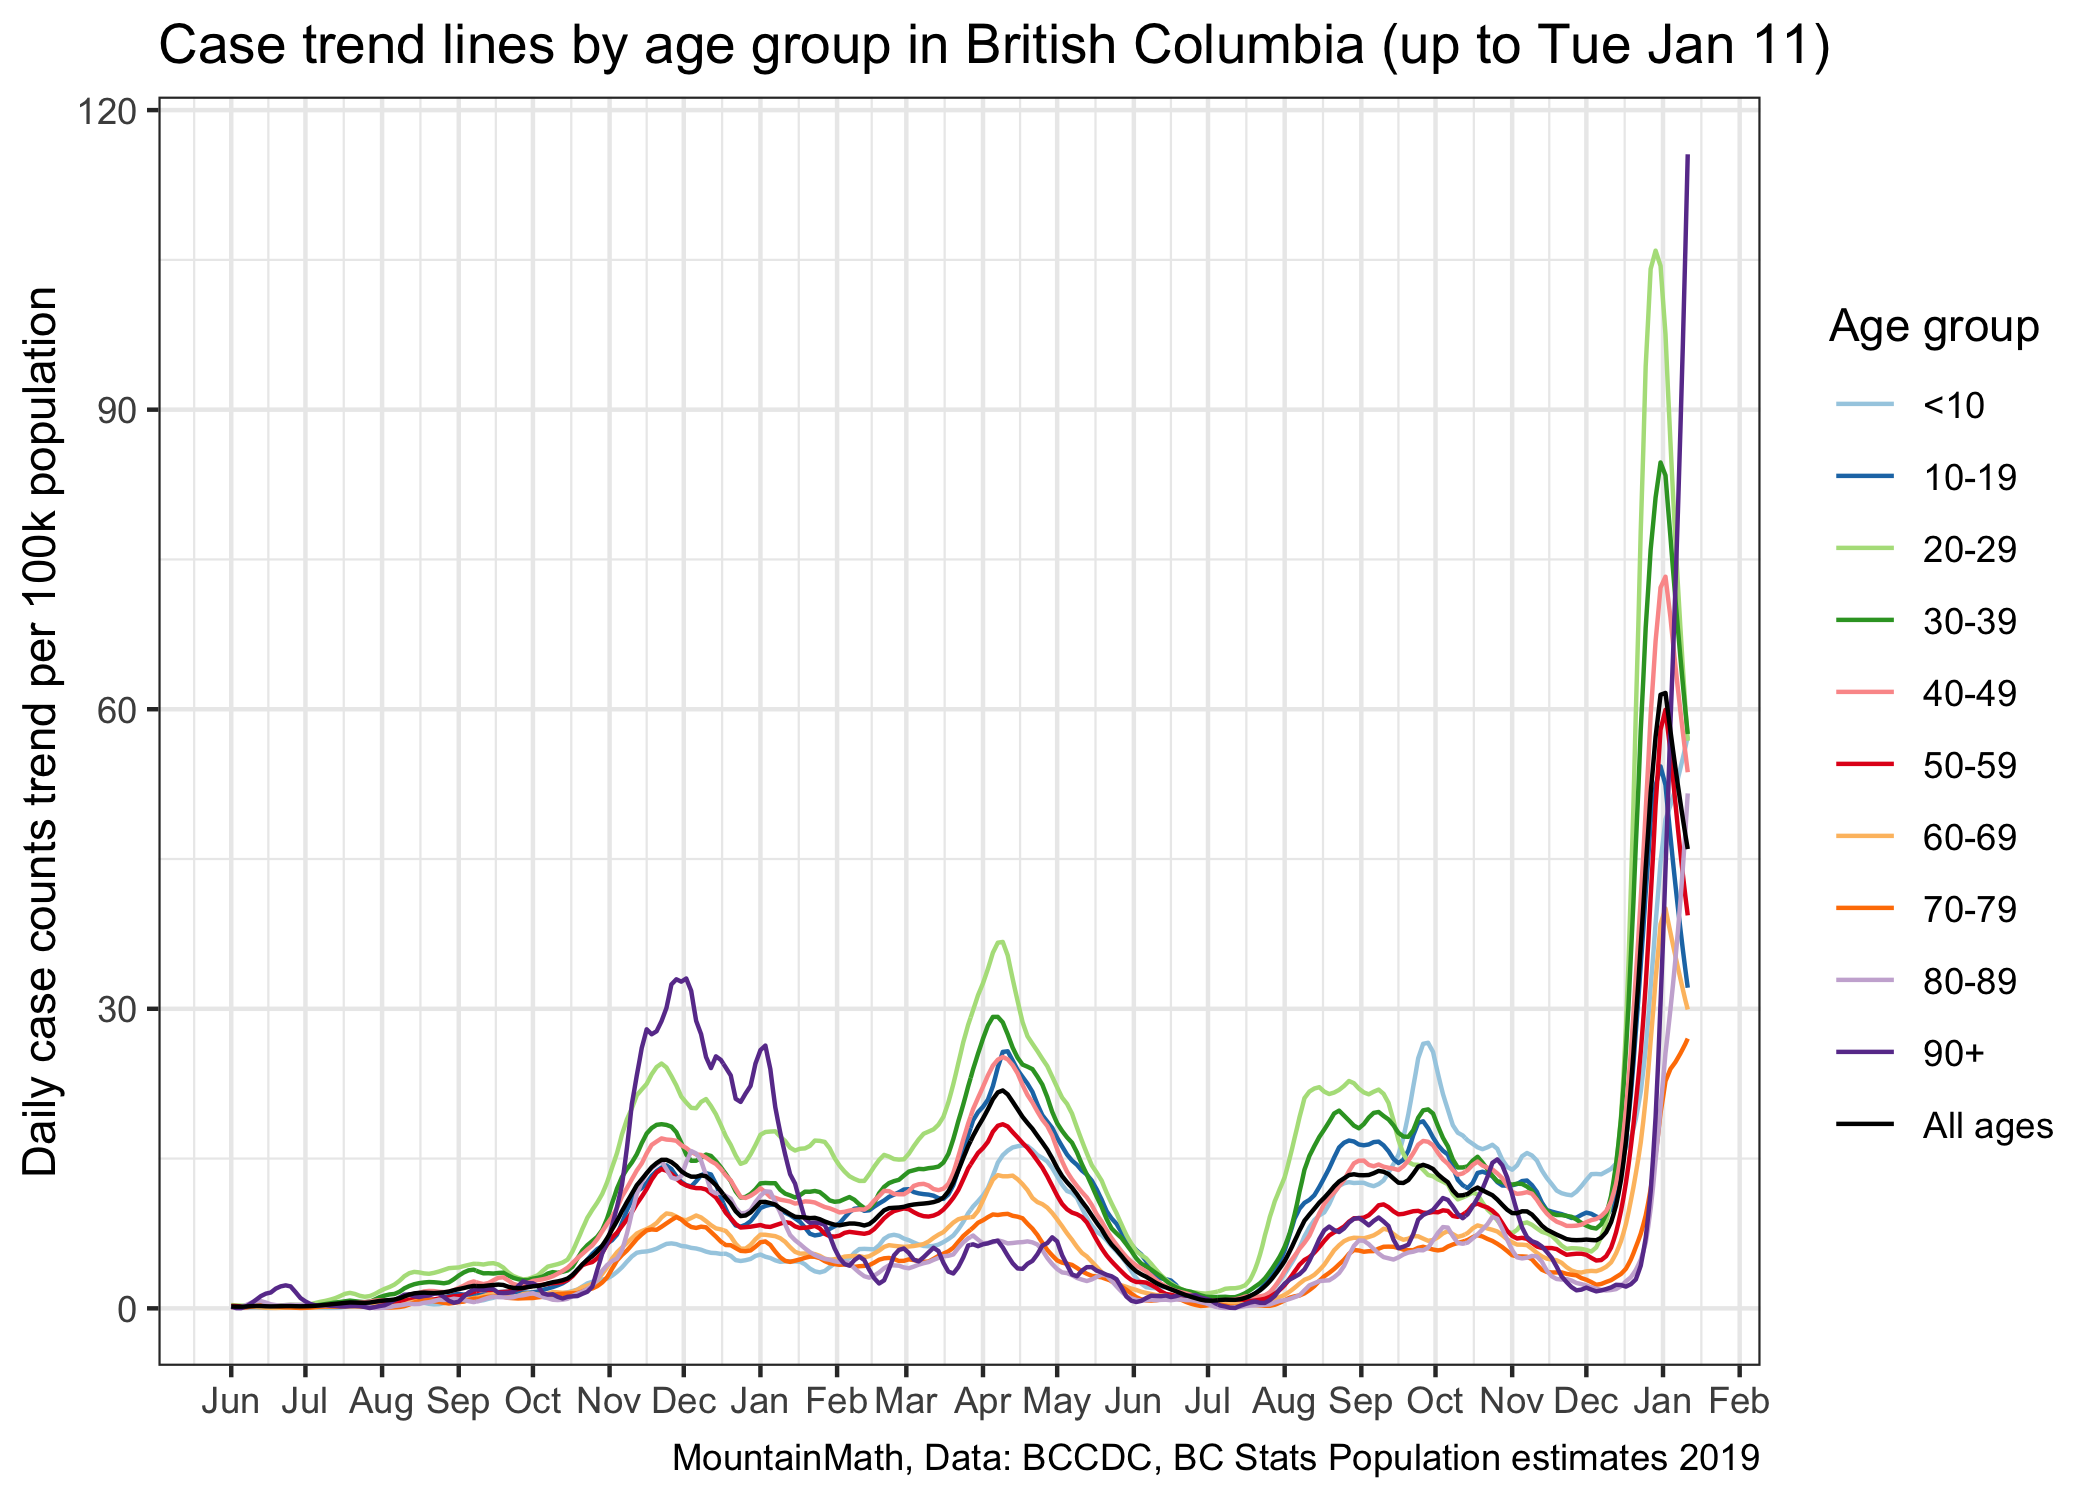 Case trend lines by age group in British Columbia (up to Tue Jan 11)
Daily case counts trend per 100k population
120
90
60
30
0
Jun Jul Aug Sep Oct Nov Dec Jan Feb Mar Apr May Jun Jul Aug Sep Oct Nov Dec Jan Feb
Age group
<10
10-19
20-29
30-39
40-49
50-59
60-69
70-79
80-89
90+
All ages
MountainMath, Data: BCCDC, BC Stats Population estimates 2019